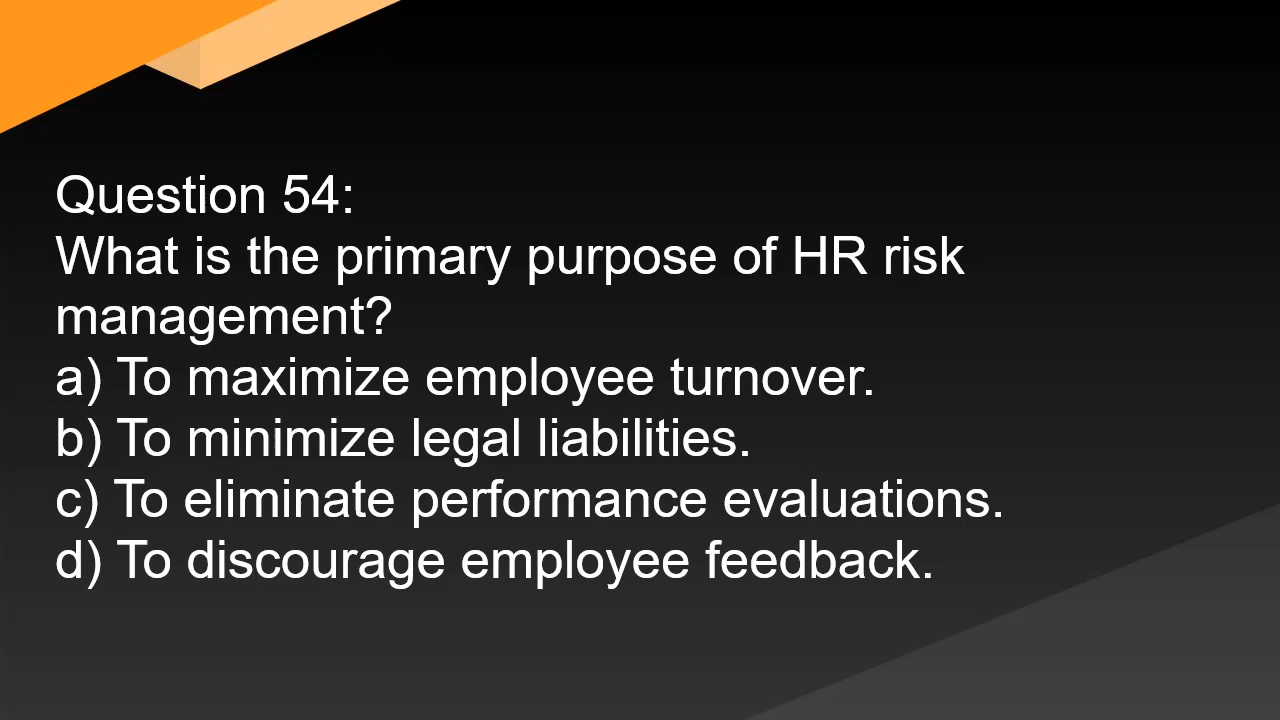 Question 54:
What is the primary purpose of HR risk
management?
a) To maximize employee turnover.
b) To minimize legal liabilities.
c) To eliminate performance evaluations.
d) To discourage employee feedback.